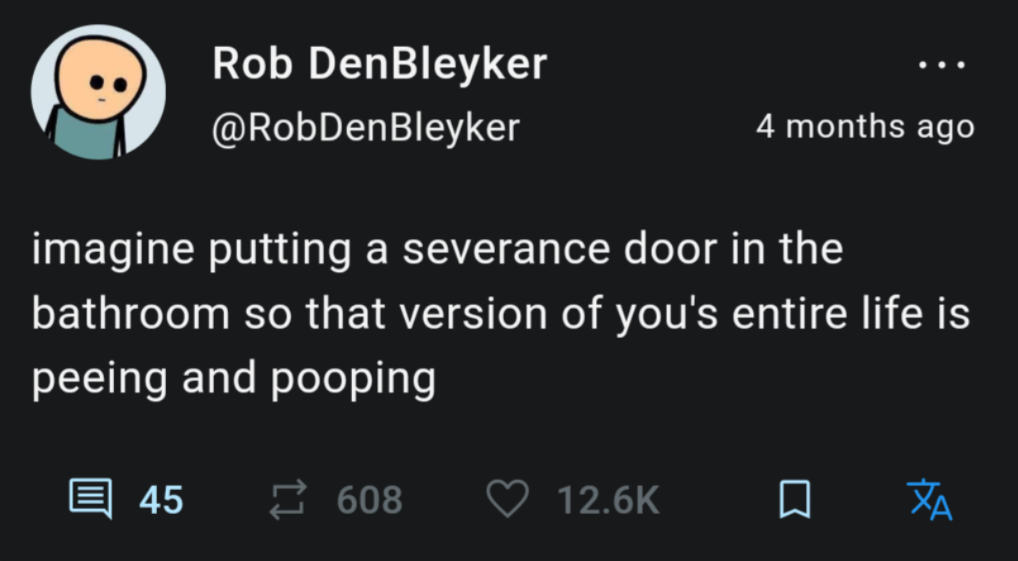 Rob DenBleyker
...
@RobDenBleyker
4 months ago
imagine putting a severance door in the
bathroom so that version of you's entire life is
peeing and pooping
45 608 12.6K